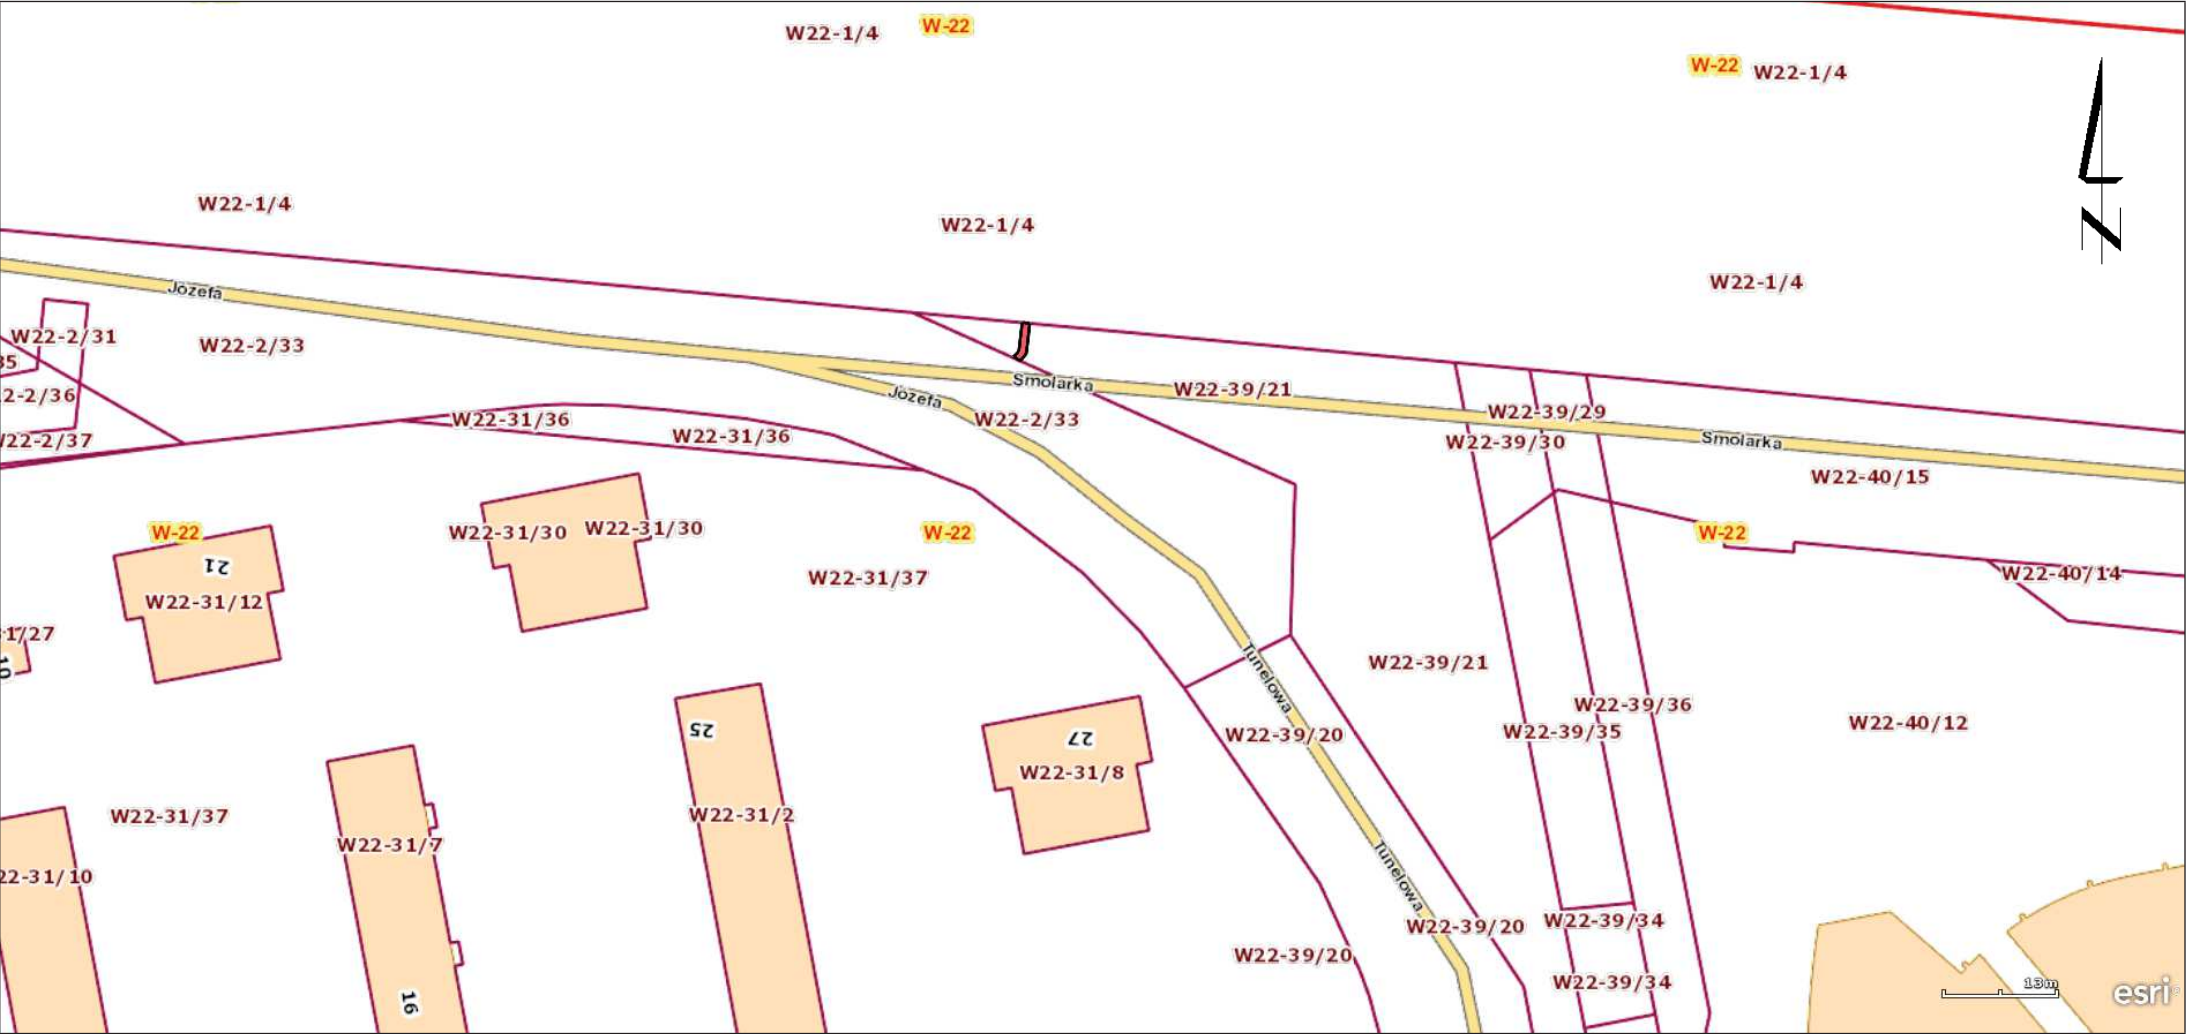 W22-1/4
W-22
W-22
W22-1/4
W22-1/4
W22-1/4
W22-1/4
N
Józefa
W22-2/31
W22-2/33
35
2-2/36
W22-2/37
Smolarka
W22-39/21
Józefa
W22-2/33
W22-31/36
W22-31/36
W22-39/29
W22-39/30
Smolarka
W22-40/15
W-22
21
W22-31/12
W22-31/30
W22-31/30
W-22
W22-31/37
W-22
W22-40/14
31/27
19
W22-39/21
Tunelowa
W22-39/36
W22-39/35
W22-40/12
W22-39/20
25
27
W22-31/8
W22-31/37
W22-31/2
W22-31/7
22-31/10
Tunelowa
W22-39/20
W22-39/34
W22-39/20
W22-39/34
16
13m
esri